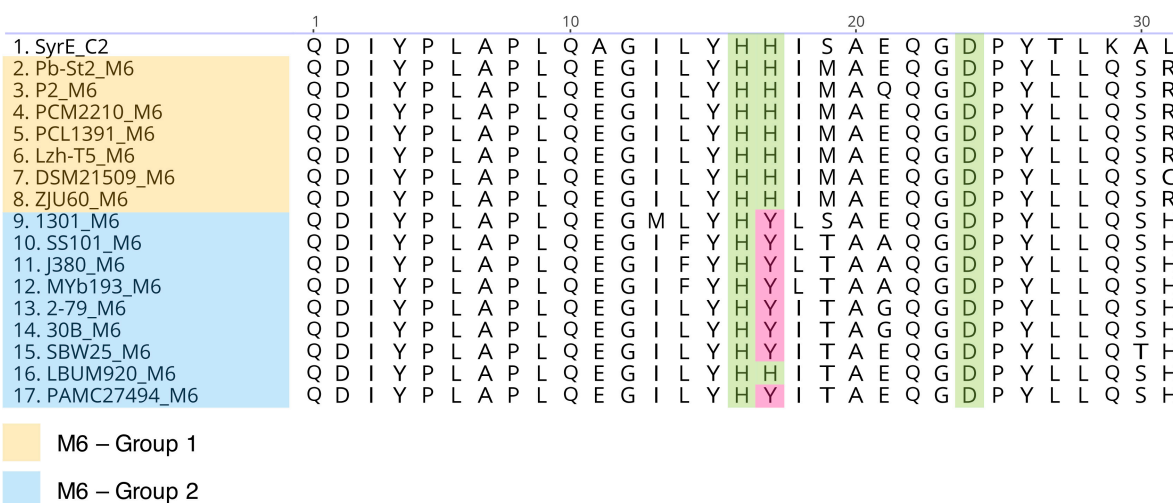 1 10 20 30
1. SyrE_C2 Q D I Y P L A P L Q A G I L Y H H I S A E Q G D P Y T L K A L
2. Pb-St2_M6 Q D I Y P L A P L Q E G I L Y H H I M A E Q G D P Y L L Q S R
3. P2_M6 Q D I Y P L A P L Q E G I L Y H H I M A Q Q G D P Y L L Q S R
4. PCM2210_M6 Q D I Y P L A P L Q E G I L Y H H I M A E Q G D P Y L L Q S R
5. PCL1391_M6 Q D I Y P L A P L Q E G I L Y H H I M A E Q G D P Y L L Q S R
6. Lzh-T5_M6 Q D I Y P L A P L Q E G I L Y H H I M A E Q G D P Y L L Q S R
7. DSM21509_M6 Q D I Y P L A P L Q E G I L Y H H I M A E Q G D P Y L L Q S C
8. ZJU60_M6 Q D I Y P L A P L Q E G I L Y H H I M A E Q G D P Y L L Q S R
9. 1301_M6 Q D I Y P L A P L Q E G M L Y H Y L S A E Q G D P Y L L Q S H
10. SS101_M6 Q D I Y P L A P L Q E G I F Y H Y L T A A Q G D P Y L L Q S H
11. J380_M6 Q D I Y P L A P L Q E G I F Y H Y L T A A Q G D P Y L L Q S H
12. MYb193_M6 Q D I Y P L A P L Q E G I F Y H Y L T A A Q G D P Y L L Q S H
13. 2-79_M6 Q D I Y P L A P L Q E G I L Y H Y I T A G Q G D P Y L L Q S H
14. 30B_M6 Q D I Y P L A P L Q E G I L Y H Y I T A G Q G D P Y L L Q S H
15. SBW25_M6 Q D I Y P L A P L Q E G I L Y H Y I T A E Q G D P Y L L Q T H
16. LBUM920_M6 Q D I Y P L A P L Q E G I L Y H H I T A E Q G D P Y L L Q S H
17. PAMC27494_M6 Q D I Y P L A P L Q E G I L Y H Y I T A E Q G D P Y L L Q S H
M6 – Group 1
M6 – Group 2